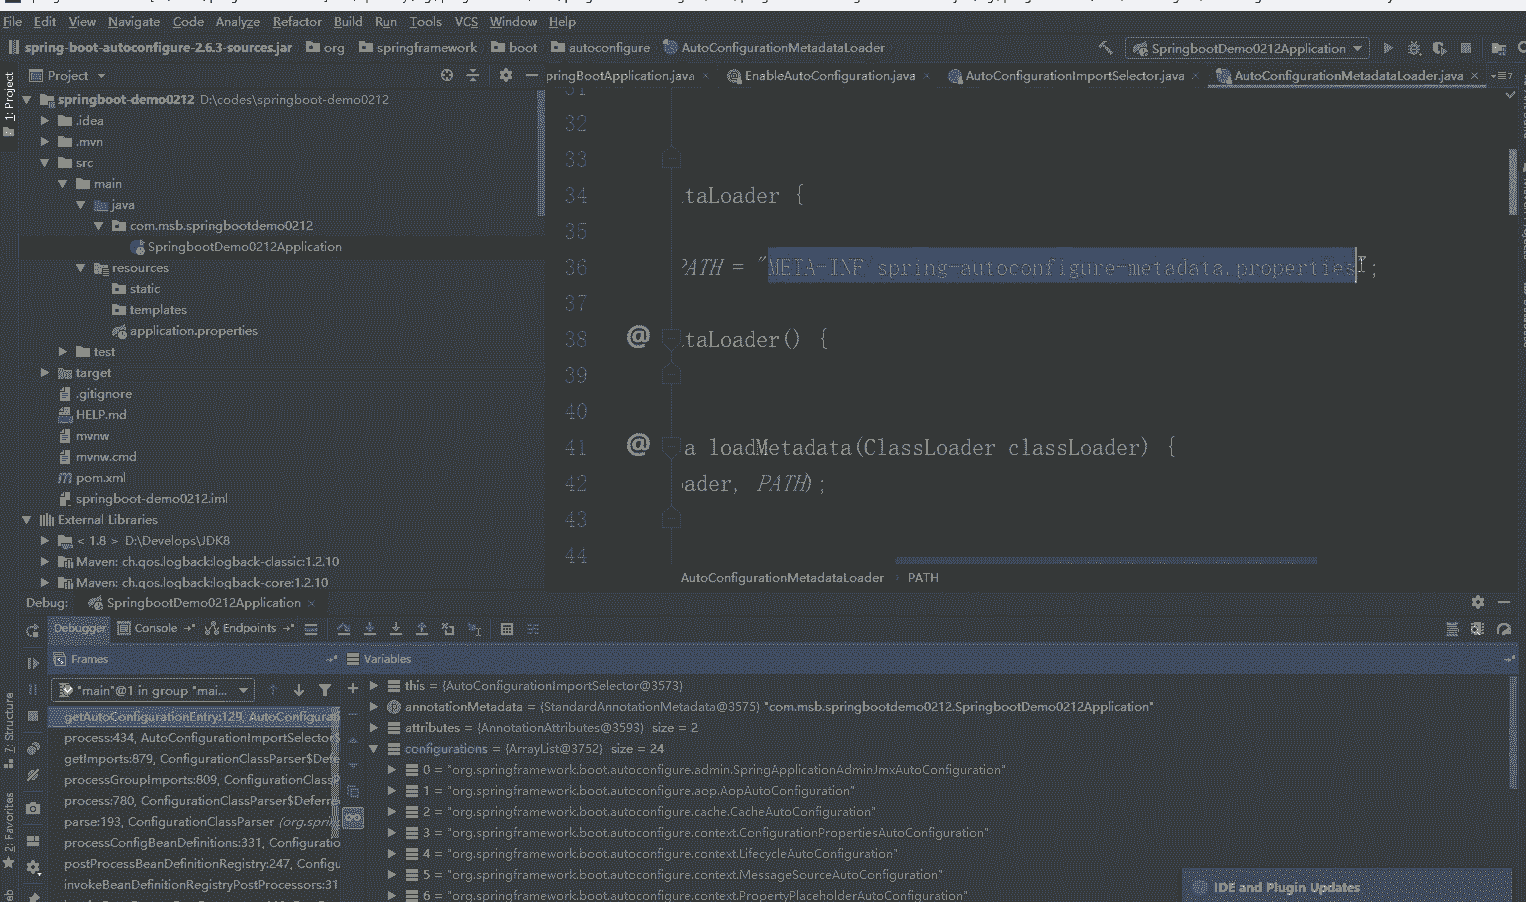 File Edit View Navigate Code Analyze Refactor Build Run Tools VCS Window Help
spring-boot-autoconfigure-2.6.3-sources.jar org springframework boot autoconfigure AutoConfigurationMetadataLoader SpringbootDemo0212Application
Project pringBootApplication.java EnableAutoConfiguration.java AutoConfigurationImportSelector.java AutoConfigurationMetadataLoader.java
1: Project
springboot-demo0212 D:\codes\springboot-demo0212
.idea
.mvn
src
main
java
com.msb.springbootdemo0212
SpringbootDemo0212Application
resources
static
templates
application.properties
test
target
.gitignore
HELP.md
mvnw
mvnw.cmd
pom.xml
springboot-demo0212.iml
External Libraries
< 1.8 > D:\Develops\JDK8
Maven: ch.qos.logback:logback-classic:1.2.10
Maven: ch.qos.logback:logback-core:1.2.10
31
32
33
34 taLoader {
35
36 PATH = "META-INF/spring-autoconfigure-metadata.properties";
37
38 @ taLoader() {
39
40
41 @ a loadMetadata(ClassLoader classLoader) {
42 ader, PATH);
43
44
AutoConfigurationMetadataLoader PATH
Debug: SpringbootDemo0212Application
Debugger Console Endpoints
Frames
"main"@1 in group "mai...
getAutoConfigurationEntry:129, AutoConfigurat
process:434, AutoConfigurationImportSelector
getImports:879, ConfigurationClassParser$Defe
processGroupImports:809, ConfigurationClassP
process:780, ConfigurationClassParser$Deferre
parse:193, ConfigurationClassParser (org.sprin
processConfigBeanDefinitions:331, Configuratio
postProcessBeanDefinitionRegistry:247, Configu
invokeBeanDefinitionRegistryPostProcessors:31
Variables
this = {AutoConfigurationImportSelector@3573}
annotationMetadata = {StandardAnnotationMetadata@3575} "com.msb.springbootdemo0212.SpringbootDemo0212Application"
attributes = {AnnotationAttributes@3593} size = 2
configurations = {ArrayList@3752} size = 24
0 = "org.springframework.boot.autoconfigure.admin.SpringApplicationAdminJmxAutoConfiguration"
1 = "org.springframework.boot.autoconfigure.aop.AopAutoConfiguration"
2 = "org.springframework.boot.autoconfigure.cache.CacheAutoConfiguration"
3 = "org.springframework.boot.autoconfigure.context.ConfigurationPropertiesAutoConfiguration"
4 = "org.springframework.boot.autoconfigure.context.LifecycleAutoConfiguration"
5 = "org.springframework.boot.autoconfigure.context.MessageSourceAutoConfiguration"
6 = "org.springframework.boot.autoconfigure.context.PropertyPlaceholderAutoConfiguration"
7: Structure
2: Favorites
IDE and Plugin Updates